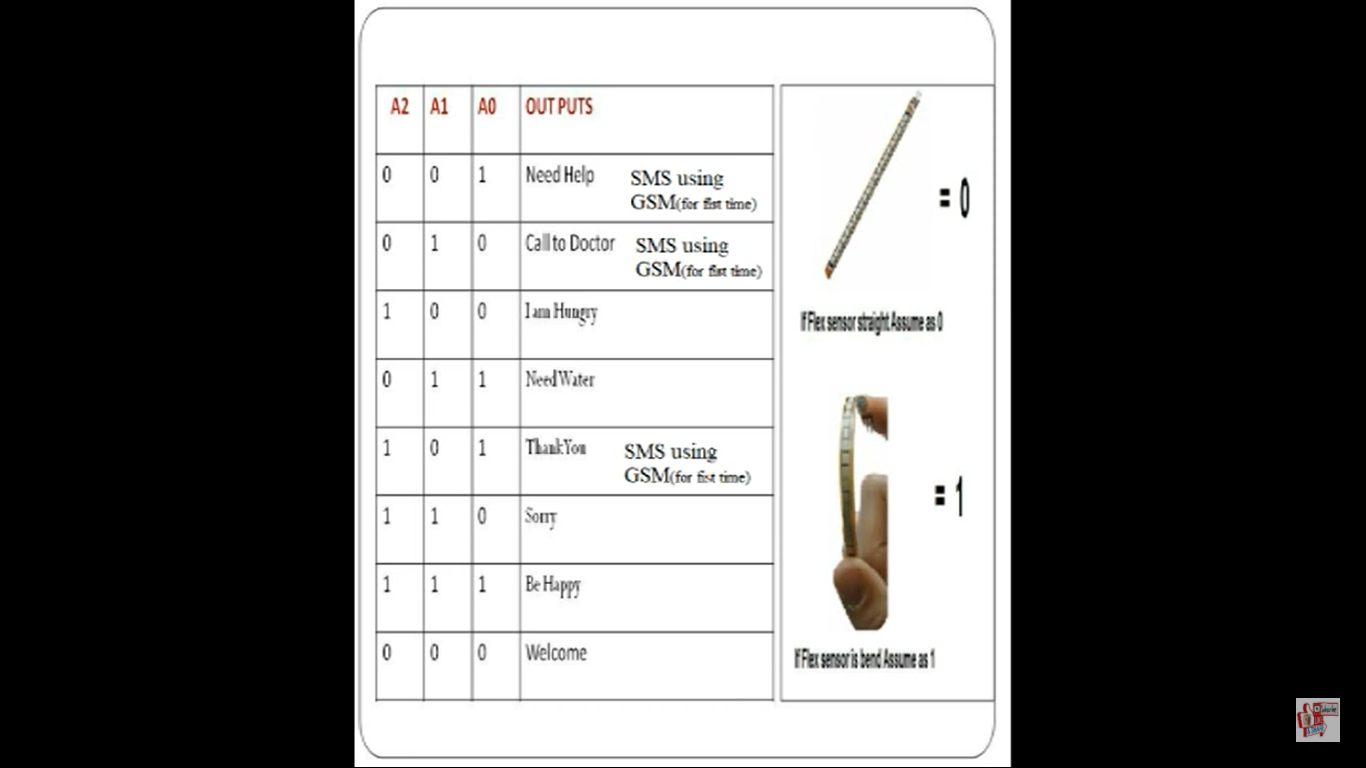 A2 A1 A0 OUT PUTS
0 0 1 Need Help SMS using
GSM(for fist time)
0 1 0 Call to Doctor SMS using
GSM(for fist time)
1 0 0 I am Hungry
0 1 1 Need Water
1 0 1 Thank You SMS using
GSM(for fist time)
1 1 0 Sorry
1 1 1 Be Happy
0 0 0 Welcome
= 0
If Flex sensor straight Assume as 0
= 1
If Flex sensor is bend Assume as 1